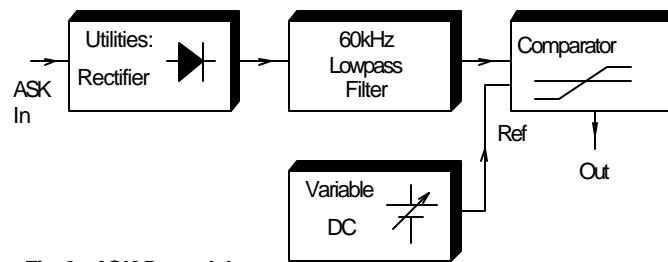 Utilities:
Rectifier
60kHz
Lowpass
Filter
Comparator
ASK
In
Ref
Out
Variable
DC